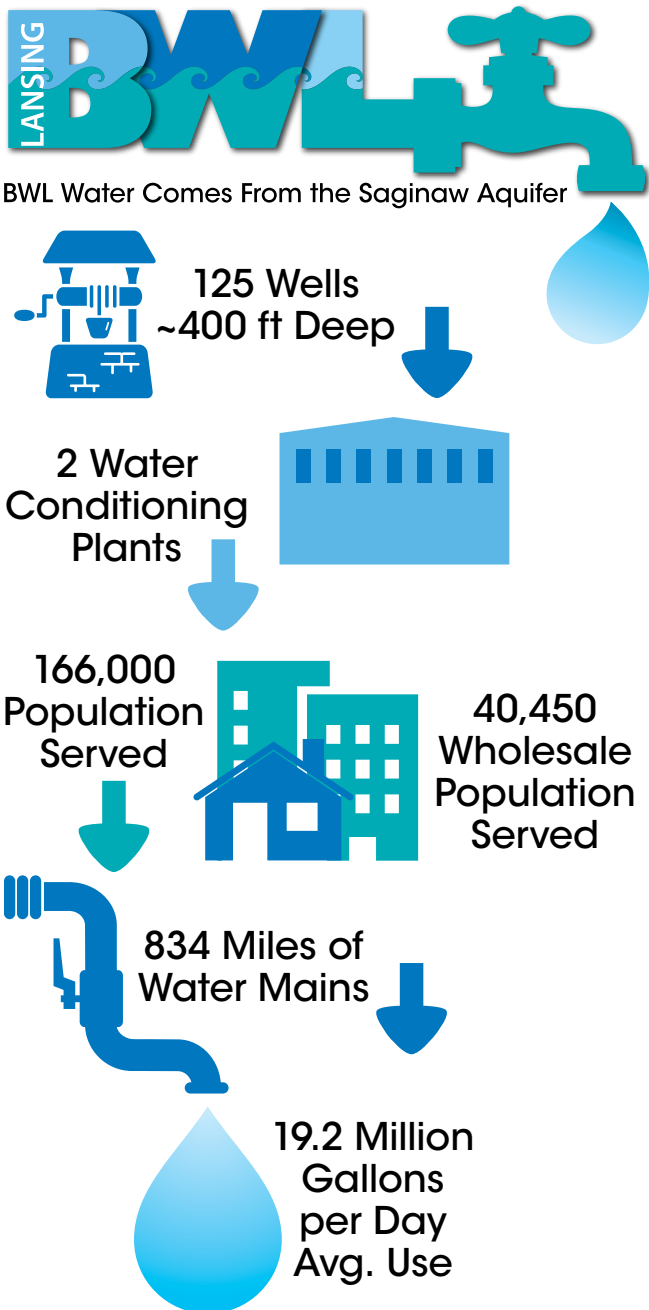 LANSING
BWL
BWL Water Comes From the Saginaw Aquifer
125 Wells
~400 ft Deep
2 Water
Conditioning
Plants
166,000
Population
Served
40,450
Wholesale
Population
Served
834 Miles of
Water Mains
19.2 Million
Gallons
per Day
Avg. Use